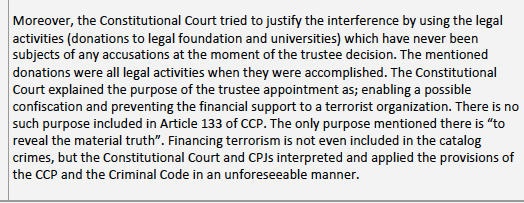 Moreover, the Constitutional Court tried to justify the interference by using the legal
activities (donations to legal foundation and universities) which have never been
subjects of any accusations at the moment of the trustee decision. The mentioned
donations were all legal activities when they were accomplished. The Constitutional
Court explained the purpose of the trustee appointment as; enabling a possible
confiscation and preventing the financial support to a terrorist organization. There is no
such purpose included in Article 133 of CCP. The only purpose mentioned there is “to
reveal the material truth”. Financing terrorism is not even included in the catalog
crimes, but the Constitutional Court and CPJs interpreted and applied the provisions of
the CCP and the Criminal Code in an unforeseeable manner.